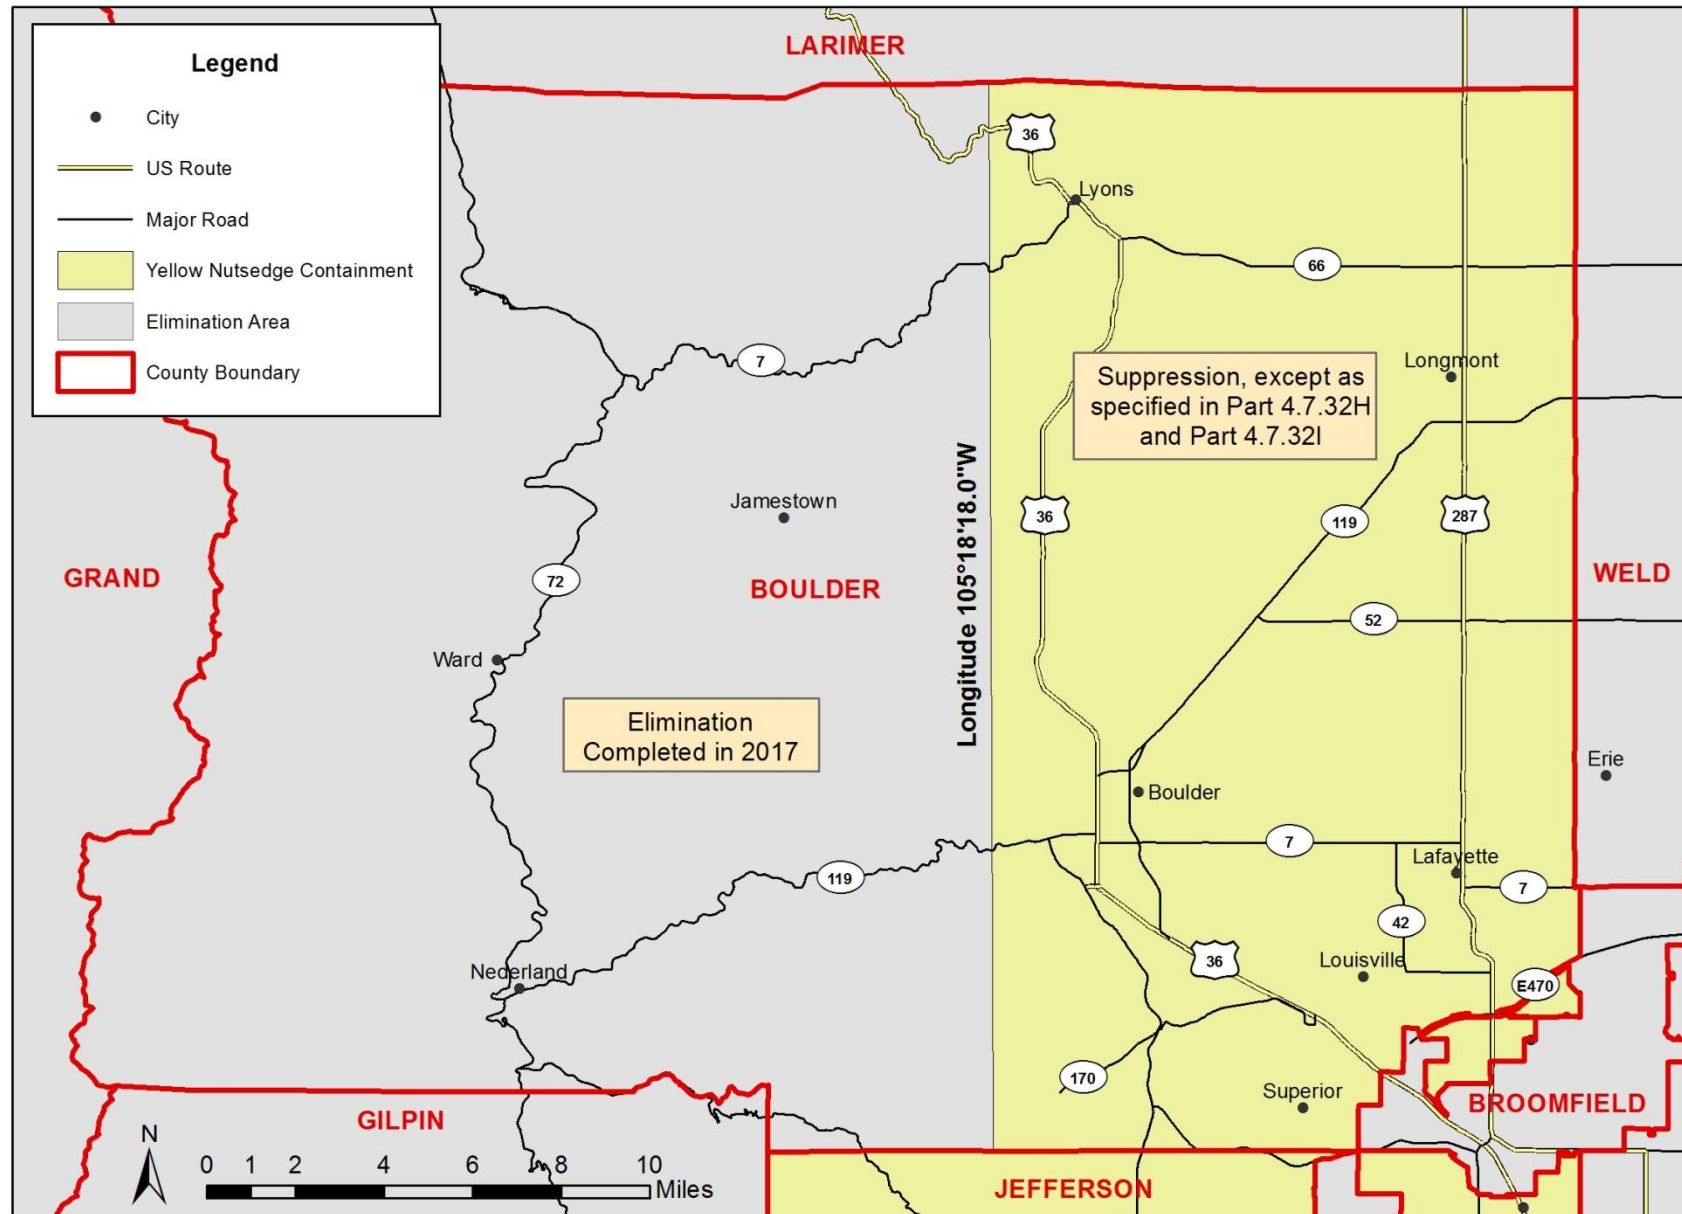 Legend
City
US Route
Major Road
Yellow Nutsedge Containment
Elimination Area
County Boundary
LARIMER
36
Lyons
66
7
Longmont
Suppression, except as
specified in Part 4.7.32H
and Part 4.7.32I
Longitude 105°18'18.0"W
Jamestown
36
119
287
GRAND
72
BOULDER
WELD
52
Ward
Elimination
Completed in 2017
Erie
Boulder
7
Lafayette
119
7
42
Nederland
36
Louisville
E470
170
Superior
BROOMFIELD
GILPIN
N
0 1 2 4 6 8 10
Miles
JEFFERSON